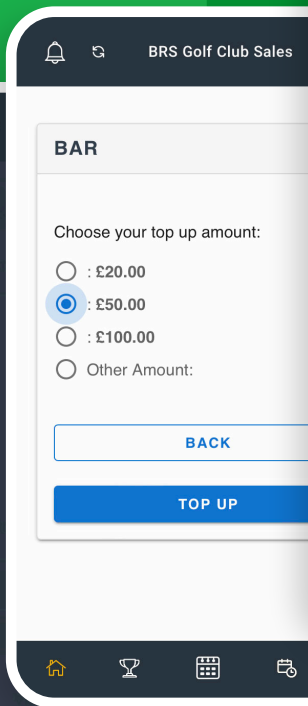 BRS Golf Club Sales
BAR
Choose your top up amount:
: £20.00
: £50.00
: £100.00
Other Amount:
BACK
TOP UP